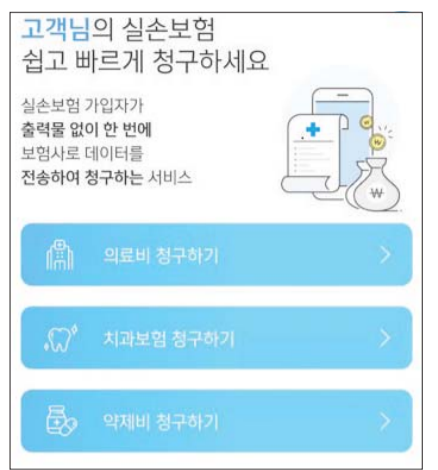 고객님의 실손보험
쉽고 빠르게 청구하세요
실손보험 가입자가
출력물 없이 한 번에
보험사로 데이터를
전송하여 청구하는 서비스
₩
₩
₩
의료비 청구하기
치과보험 청구하기
약제비 청구하기